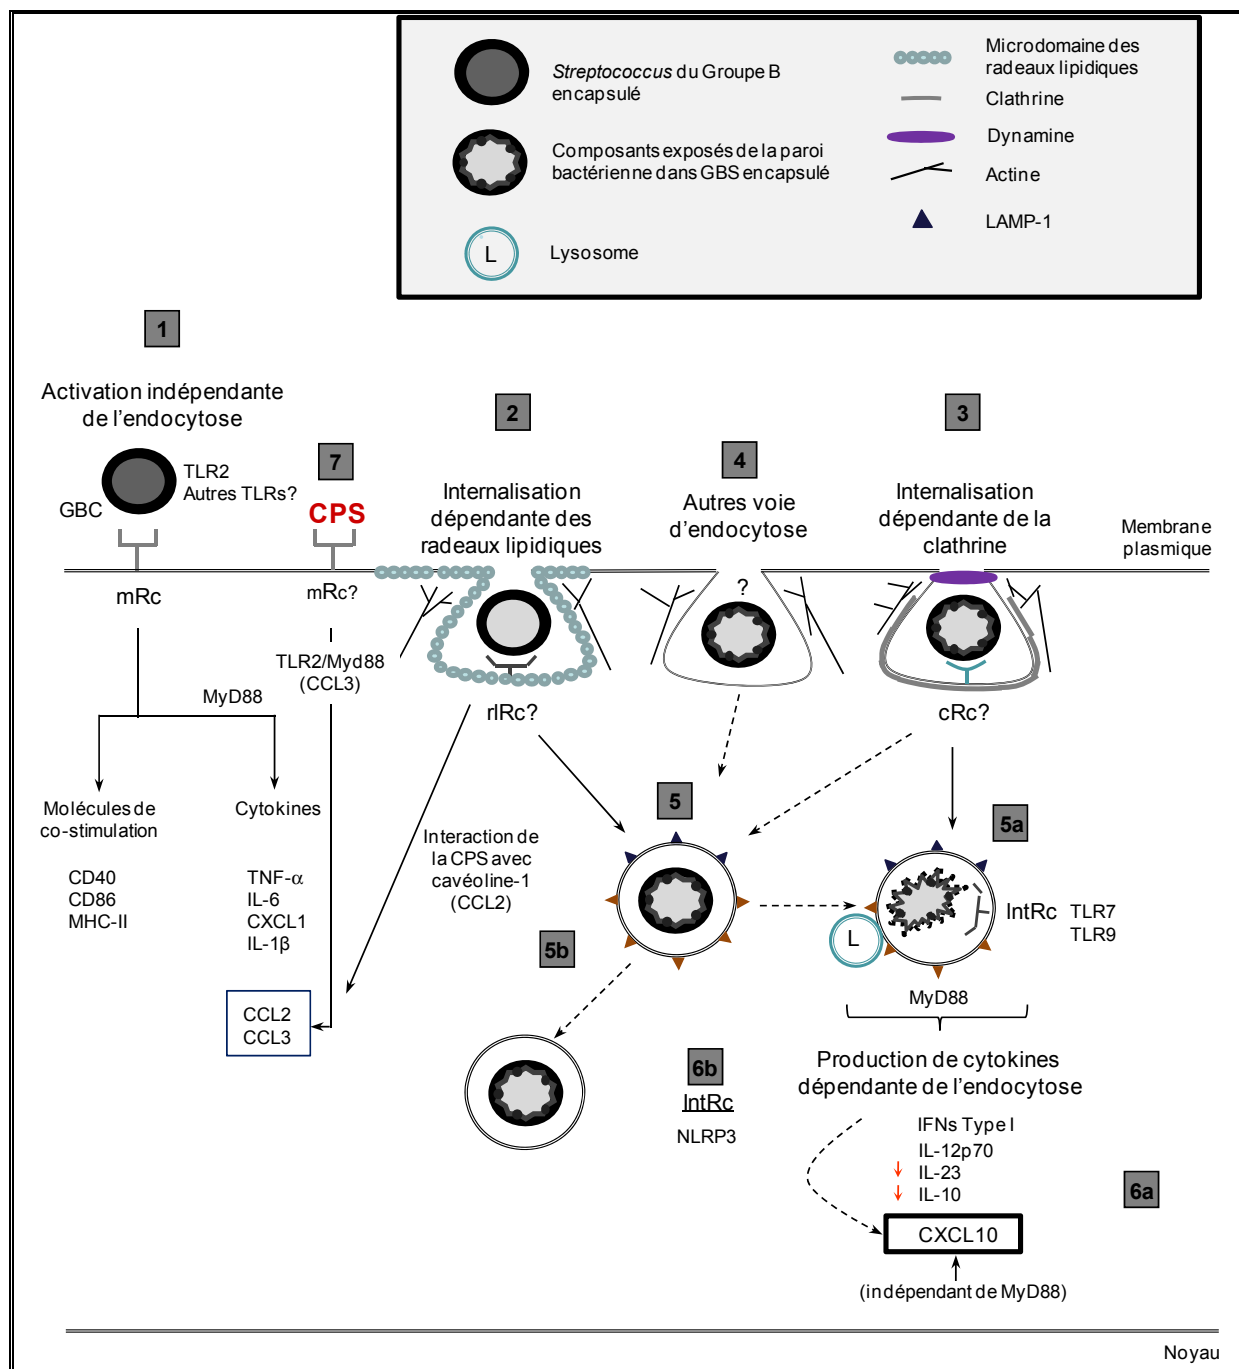 Streptococcus du Groupe B
encapsulé
Composants exposés de la paroi
bactérienne dans GBS encapsulé
L
Lysosome
Microdomaine des
radeaux lipidiques
Clathrine
Dynamine
Actine
LAMP-1
1
Activation indépendante
de l'endocytose
TLR2
Autres TLRs?
GBC
mRc
7
CPS
mRc?
TLR2/Myd88
(CCL3)
2
Internalisation
dépendante des
radeaux lipidiques
rlRc?
4
Autres voie
d'endocytose
?
3
Internalisation
dépendante de la
clathrine
cRc?
Membrane
plasmique
MyD88
Molécules de
co-stimulation
CD40
CD86
MHC-II
Cytokines
TNF-α
IL-6
CXCL1
IL-1β
CCL2
CCL3
Interaction de
la CPS avec
cavéoline-1
(CCL2)
5
5a
IntRc
TLR7
TLR9
L
5b
6b
IntRc
NLRP3
MyD88
Production de cytokines
dépendante de l'endocytose
IFNs Type I
IL-12p70
↓ IL-23
↓ IL-10
6a
CXCL10
(indépendant de MyD88)
Noyau